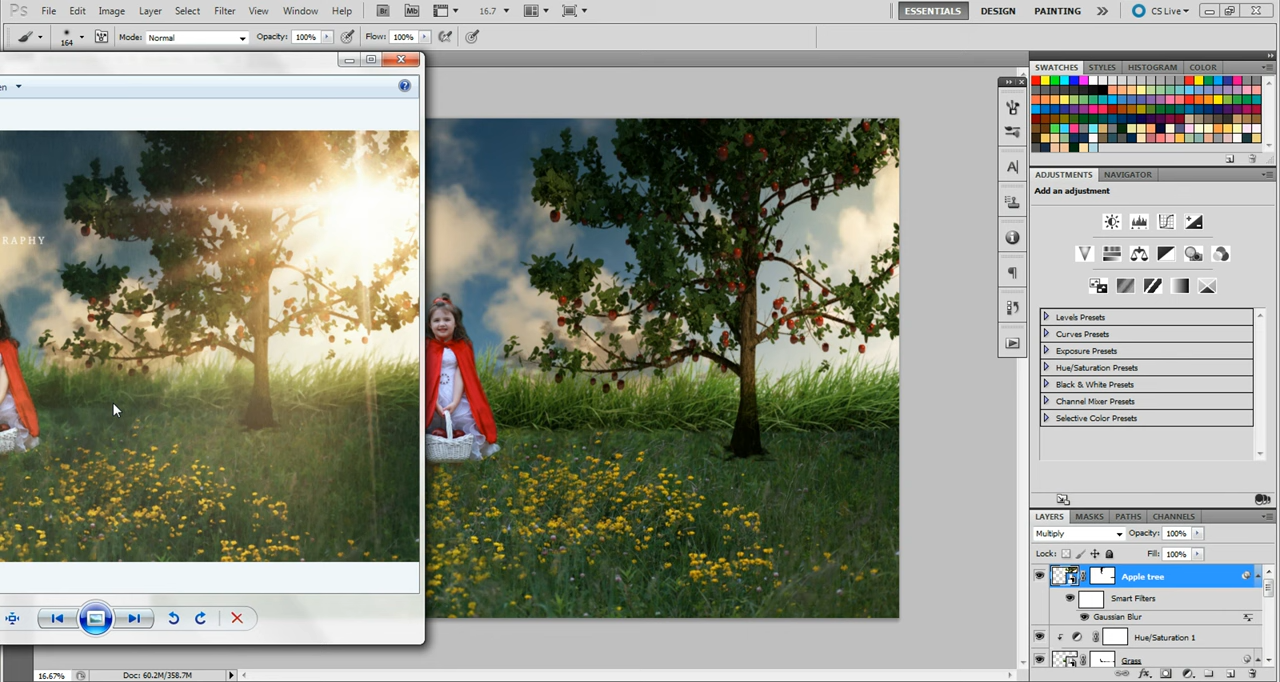 Ps File Edit Image Layer Select Filter View Window Help Br Mb 16.7 ESSENTIALS DESIGN PAINTING CS Live
164 Mode: Normal Opacity: 100% Flow: 100%
SWATCHES STYLES HISTOGRAM COLOR
en
ADJUSTMENTS NAVIGATOR
Add an adjustment
RAPHY
Levels Presets
Curves Presets
Exposure Presets
Hue/Saturation Presets
Black & White Presets
Channel Mixer Presets
Selective Color Presets
LAYERS MASKS PATHS CHANNELS
Multiply Opacity: 100%
Lock: Fill: 100%
Apple tree
Smart Filters
Gaussian Blur
Hue/Saturation 1
Grass
16.67% Doc: 60.2M/358.7M